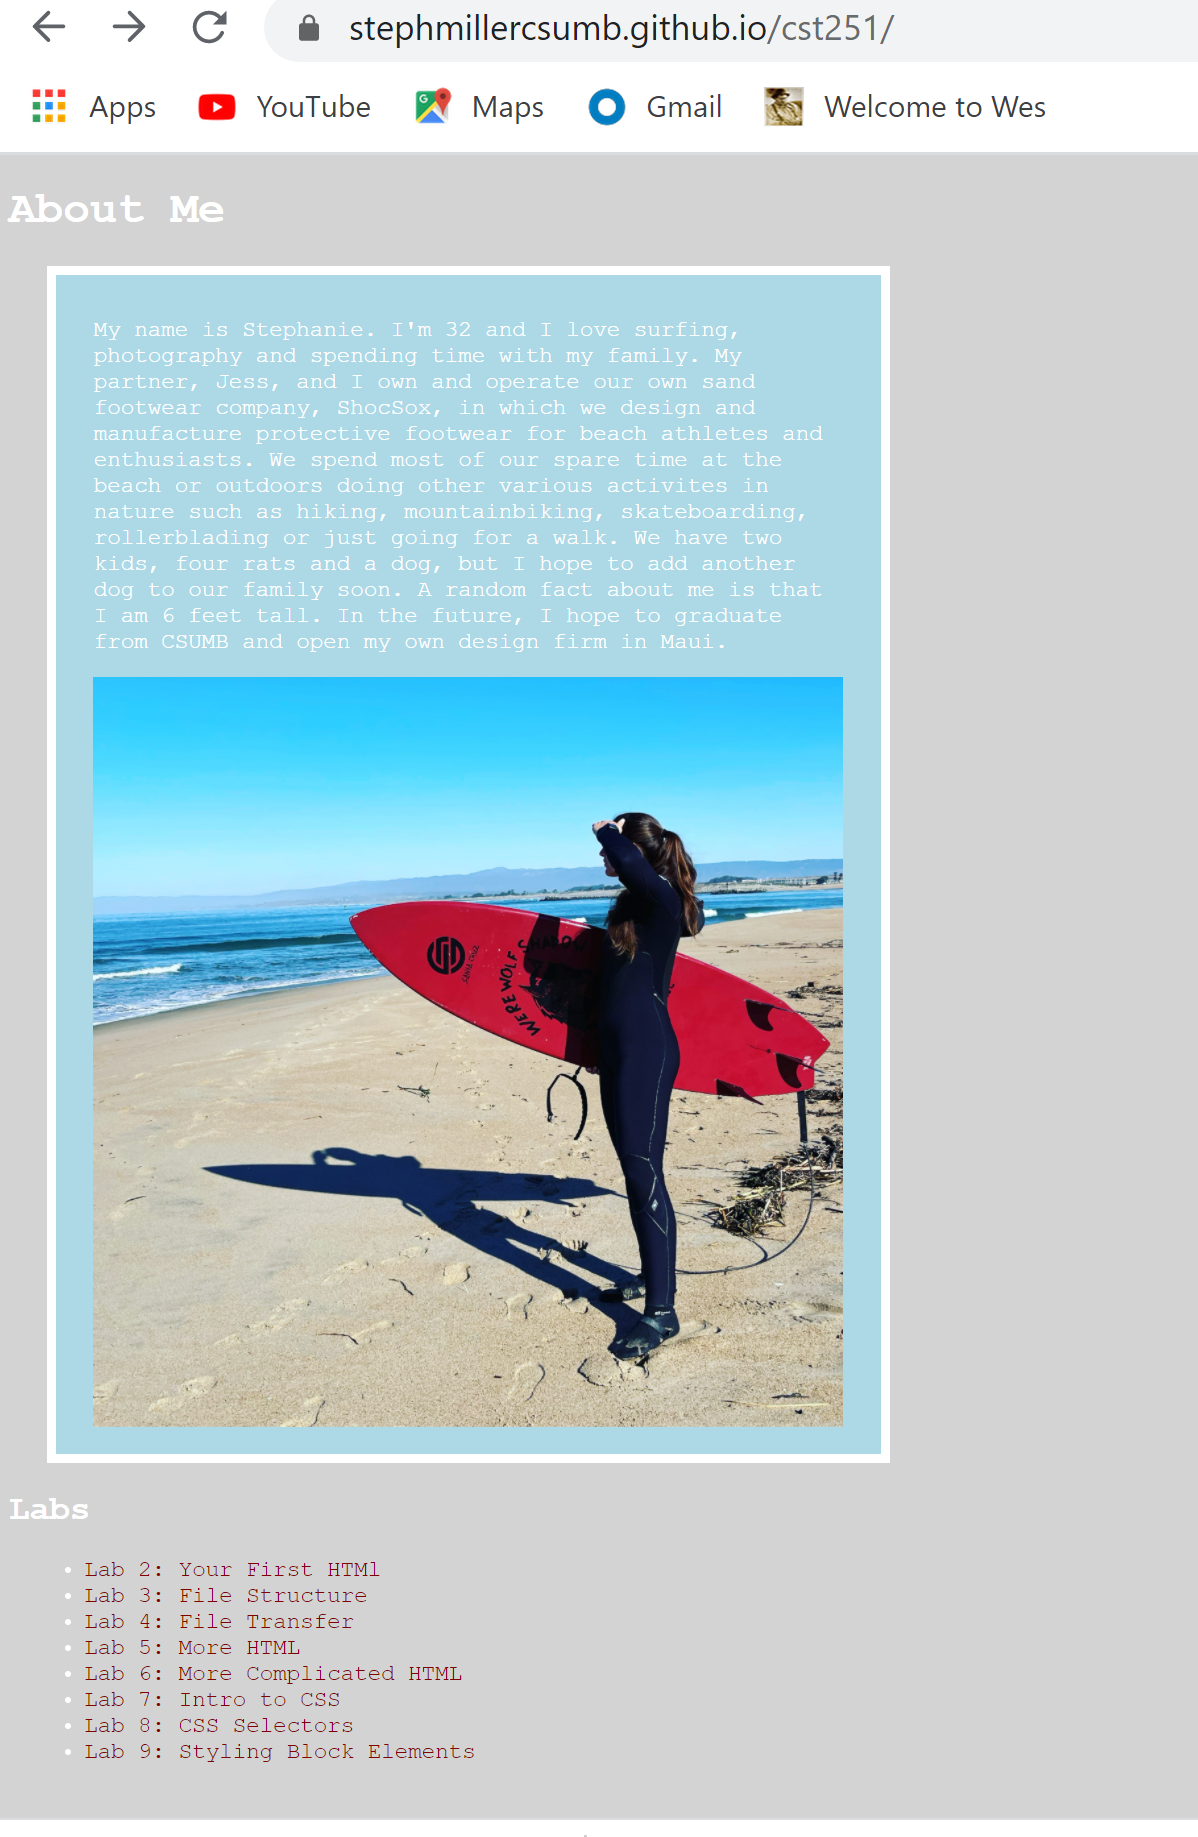 stephmillercsumb.github.io/cst251/
Apps YouTube Maps Gmail Welcome to Wes
About Me
My name is Stephanie. I'm 32 and I love surfing,
photography and spending time with my family. My
partner, Jess, and I own and operate our own sand
footwear company, ShocSox, in which we design and
manufacture protective footwear for beach athletes and
enthusiasts. We spend most of our spare time at the
beach or outdoors doing other various activites in
nature such as hiking, mountainbiking, skateboarding,
rollerblading or just going for a walk. We have two
kids, four rats and a dog, but I hope to add another
dog to our family soon. A random fact about me is that
I am 6 feet tall. In the future, I hope to graduate
from CSUMB and open my own design firm in Maui.
SANTA CRUZ
WEREWOLF SHADOW
Labs
• Lab 2: Your First HTMl
• Lab 3: File Structure
• Lab 4: File Transfer
• Lab 5: More HTML
• Lab 6: More Complicated HTML
• Lab 7: Intro to CSS
• Lab 8: CSS Selectors
• Lab 9: Styling Block Elements